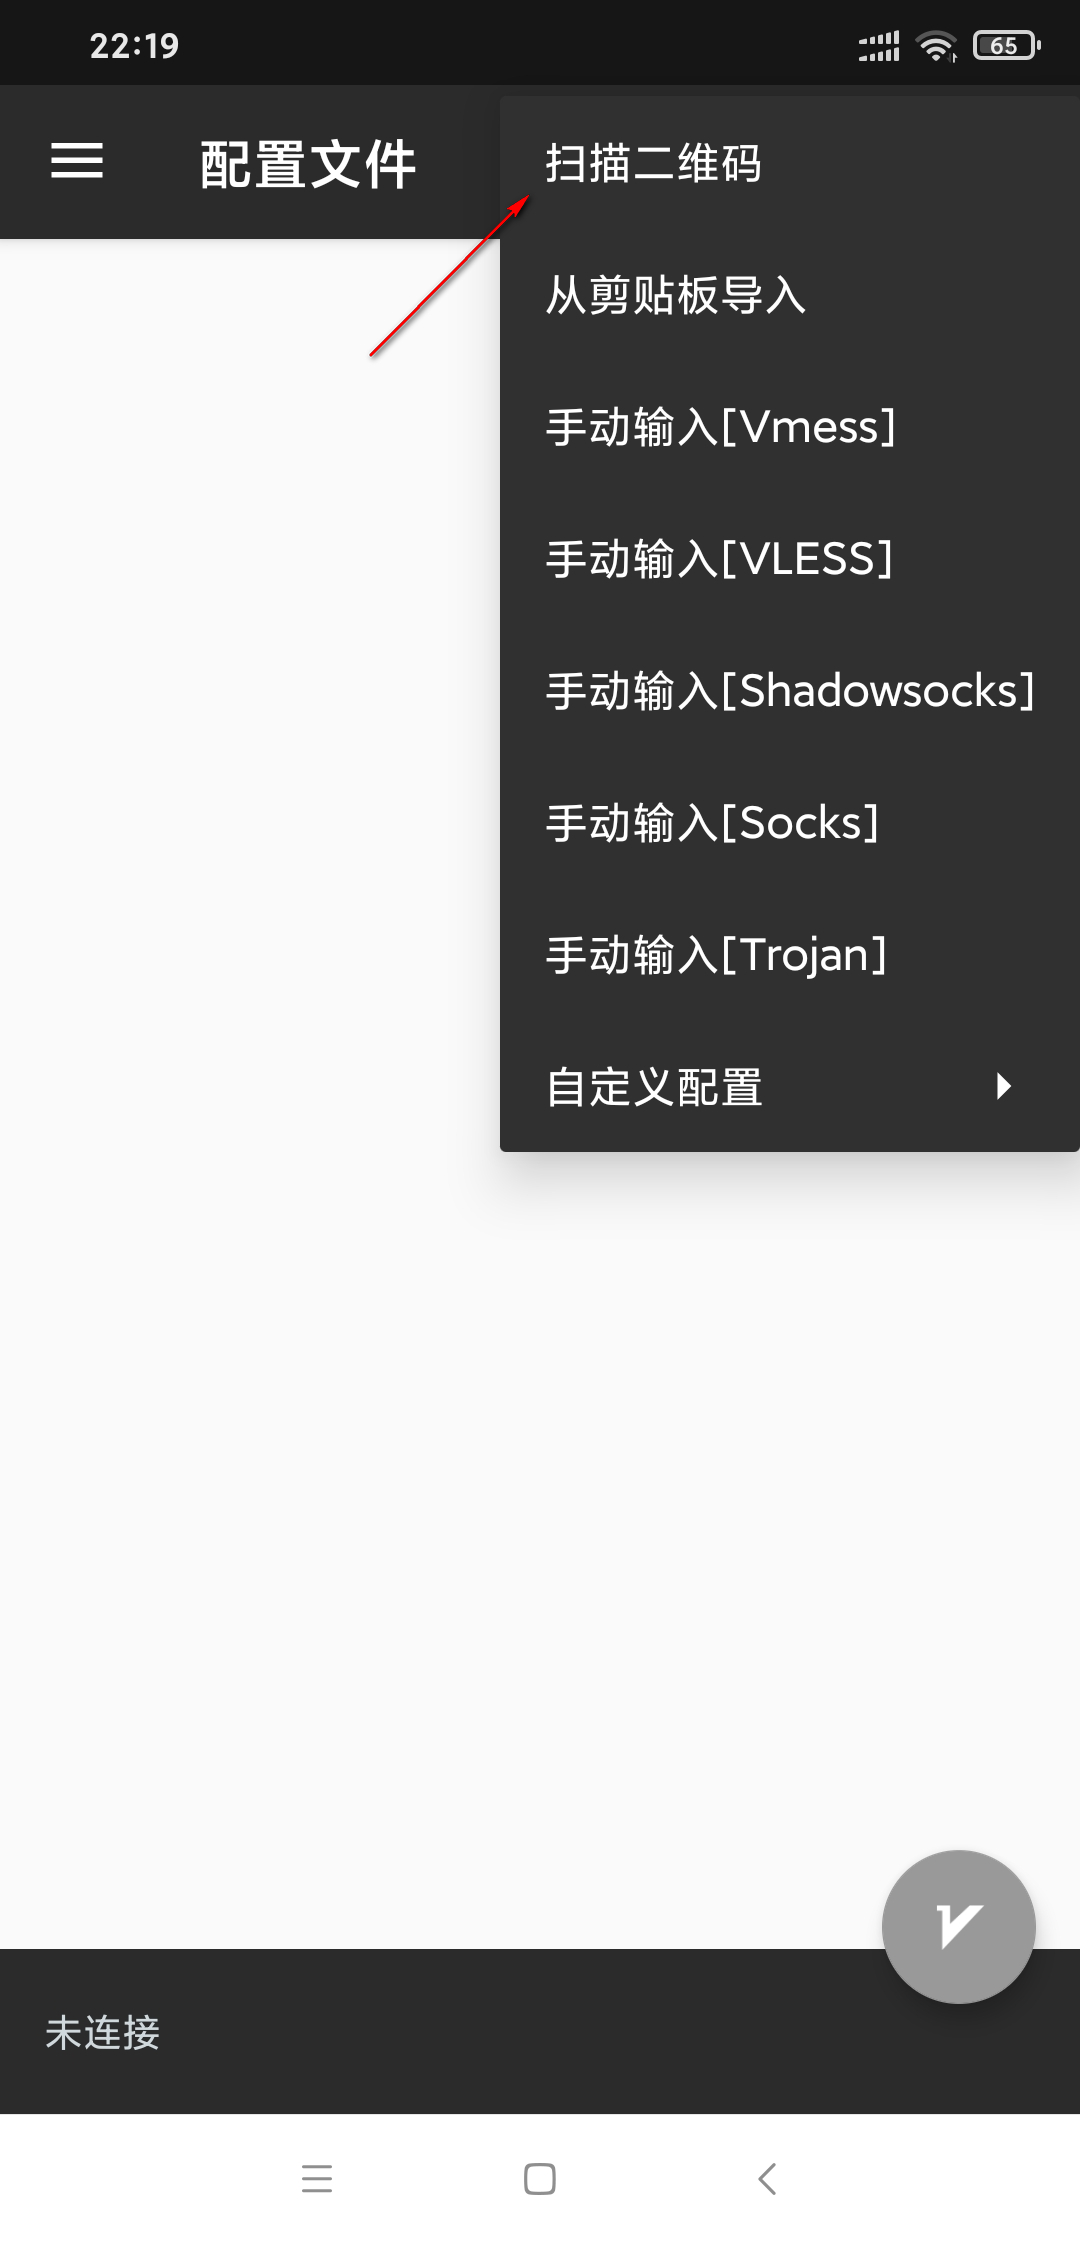 22:19
65
配置文件
扫描二维码
从剪贴板导入
手动输入[Vmess]
手动输入[VLESS]
手动输入[Shadowsocks]
手动输入[Socks]
手动输入[Trojan]
自定义配置
未连接